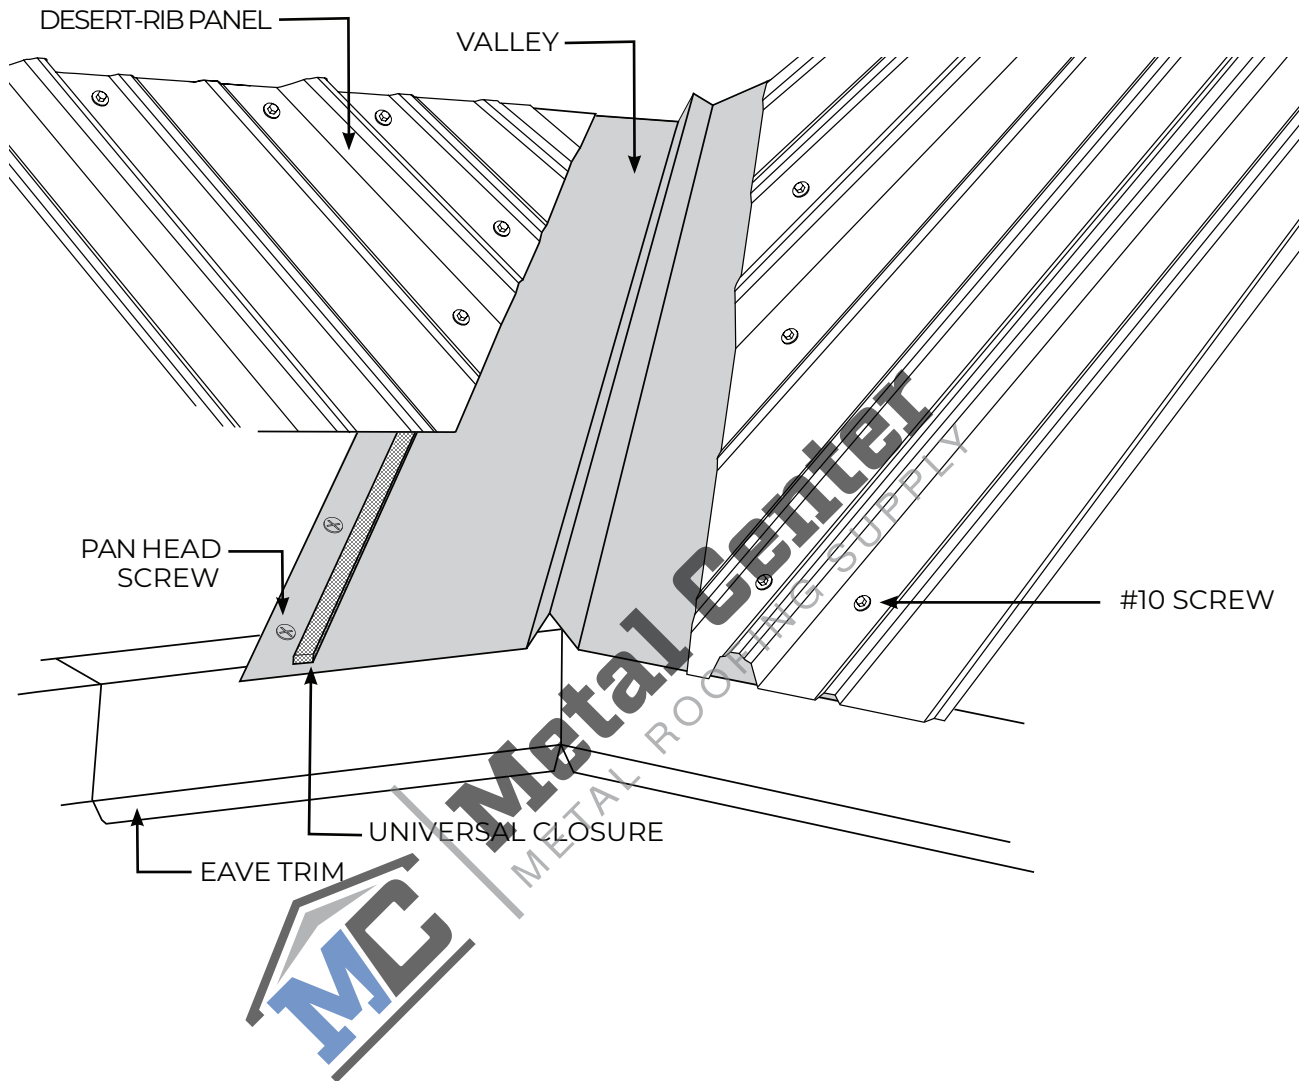 DESERT-RIB PANEL
VALLEY
PAN HEAD
SCREW
#10 SCREW
UNIVERSAL CLOSURE
EAVE TRIM
MC
Metal Center
METAL ROOFING SUPPLY